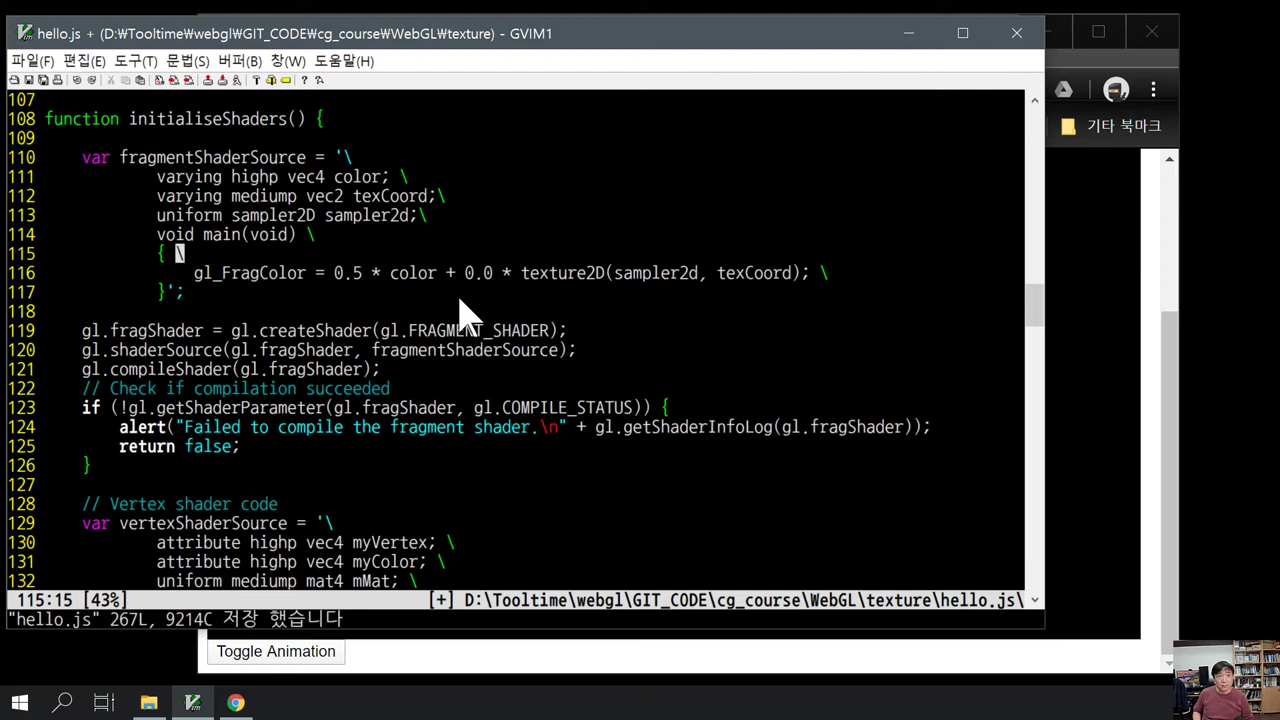 hello.js + (D:₩Tooltime₩webgl₩GIT_CODE₩cg_course₩WebGL₩texture) - GVIM1
파일(F) 편집(E) 도구(T) 문법(S) 버퍼(B) 창(W) 도움말(H)
기타 북마크
107
108 function initialiseShaders() {
109
110     var fragmentShaderSource = '\
111             varying highp vec4 color; \
112             varying mediump vec2 texCoord;\
113             uniform sampler2D sampler2d;\
114             void main(void) \
115             { \
116                 gl_FragColor = 0.5 * color + 0.0 * texture2D(sampler2d, texCoord); \
117             }';
118
119     gl.fragShader = gl.createShader(gl.FRAGMENT_SHADER);
120     gl.shaderSource(gl.fragShader, fragmentShaderSource);
121     gl.compileShader(gl.fragShader);
122     // Check if compilation succeeded
123     if (!gl.getShaderParameter(gl.fragShader, gl.COMPILE_STATUS)) {
124         alert("Failed to compile the fragment shader.\n" + gl.getShaderInfoLog(gl.fragShader));
125         return false;
126     }
127
128     // Vertex shader code
129     var vertexShaderSource = '\
130             attribute highp vec4 myVertex; \
131             attribute highp vec4 myColor; \
132             uniform mediump mat4 mMat; \
115:15 [43%] [+] D:\Tooltime\webgl\GIT_CODE\cg_course\WebGL\texture\hello.js\
"hello.js" 267L, 9214C 저장 했습니다
Toggle Animation